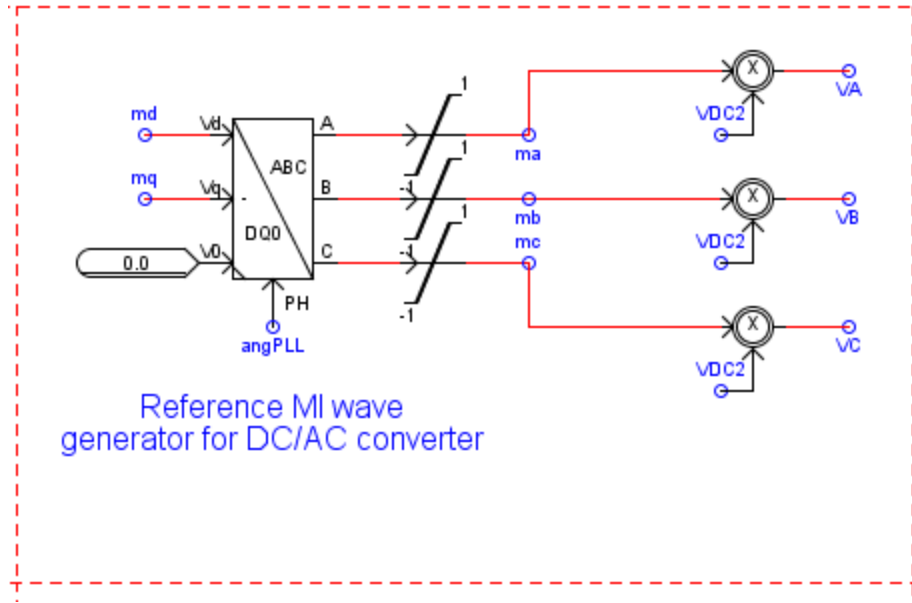 1
md
Vd
A
ma
VDC2
X
VA
ABC
1
-1
mq
Vq
-
B
mb
VDC2
X
VB
DQ0
1
-1
mc
0.0
V0
C
-1
PH
angPLL
VDC2
X
VC
Reference MI wave
generator for DC/AC converter